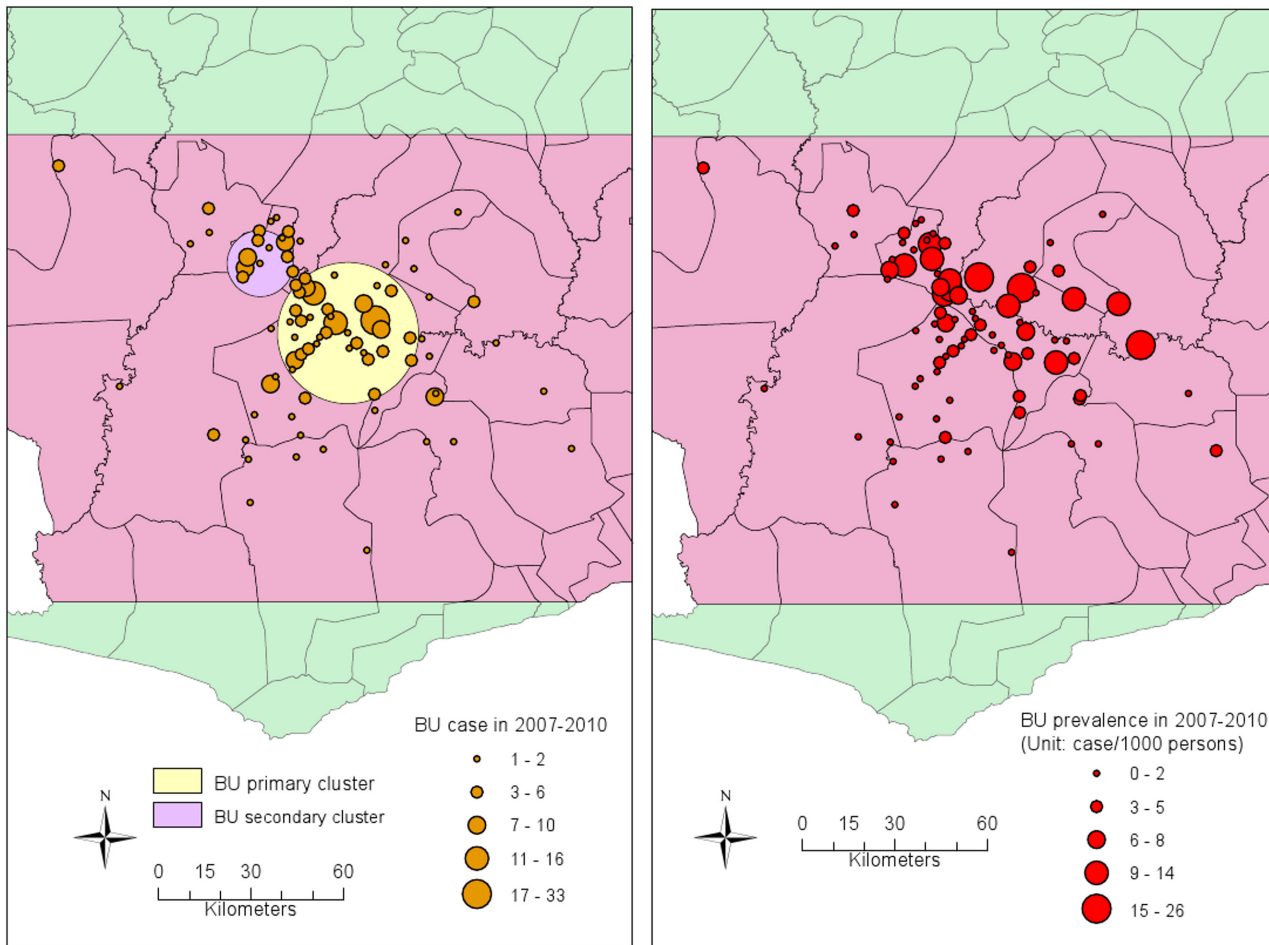 BU case in 2007-2010
1 - 2
3 - 6
7 - 10
11 - 16
17 - 33
BU primary cluster
BU secondary cluster
N
0 15 30 60
Kilometers
BU prevalence in 2007-2010
(Unit: case/1000 persons)
0 - 2
3 - 5
6 - 8
9 - 14
15 - 26
N
0 15 30 60
Kilometers